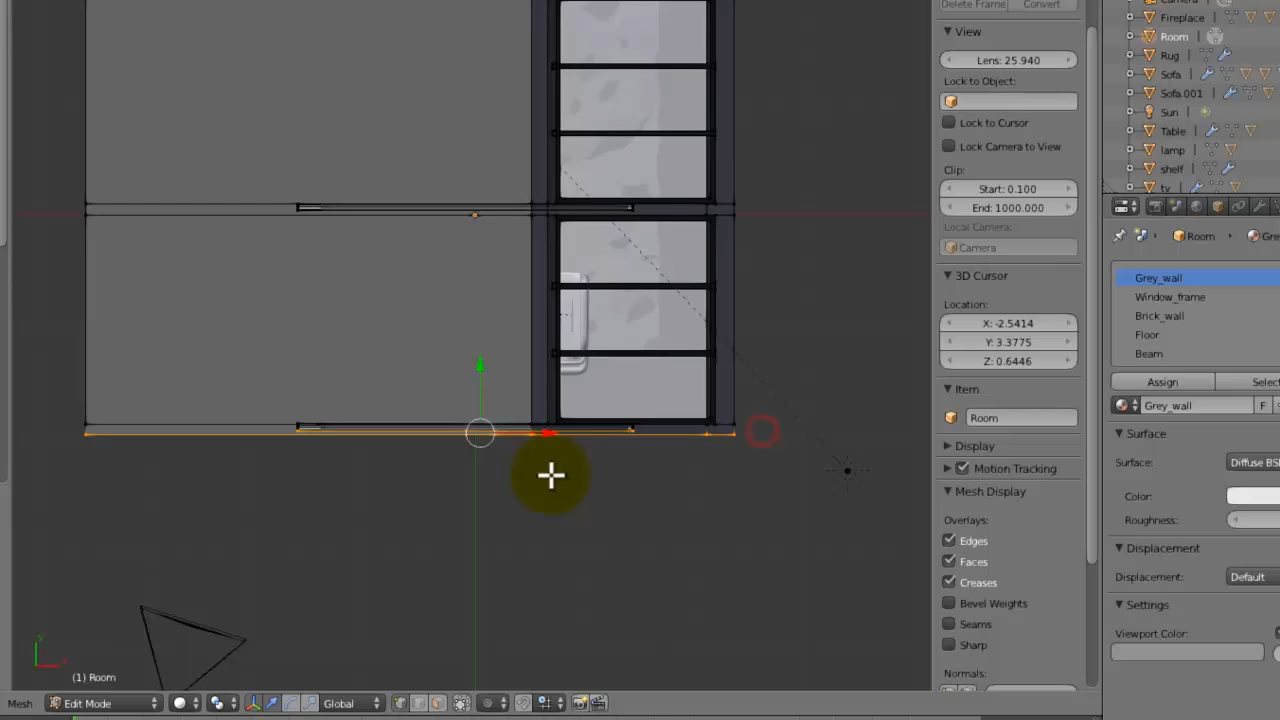 Delete Frame
Convert
View
Lens: 25.940
Lock to Object:
Lock to Cursor
Lock Camera to View
Clip:
Start: 0.100
End: 1000.000
Local Camera:
Camera
3D Cursor
Location:
X: -2.5414
Y: 3.3775
Z: 0.6446
Item
Room
Display
Motion Tracking
Mesh Display
Overlays:
Edges
Faces
Creases
Bevel Weights
Seams
Sharp
Normals:
Camera
Fireplace
Room
Rug
Sofa
Sofa.001
Sun
Table
lamp
shelf
tv
Room
Gre
Grey_wall
Window_frame
Brick_wall
Floor
Beam
Assign
Selec
Grey_wall
F
Surface
Surface:
Diffuse BS
Color:
Roughness:
Displacement
Displacement:
Default
Settings
Viewport Color:
y
x
(1) Room
Mesh
Edit Mode
Global